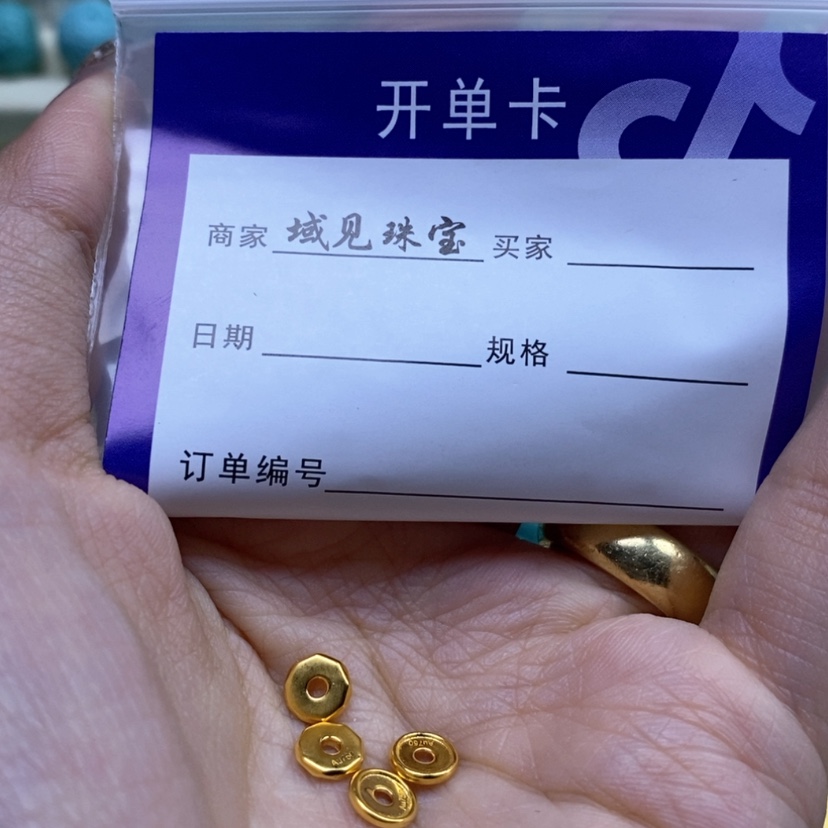 开单卡
商家 域见珠宝 买家
日期 规格
订单编号